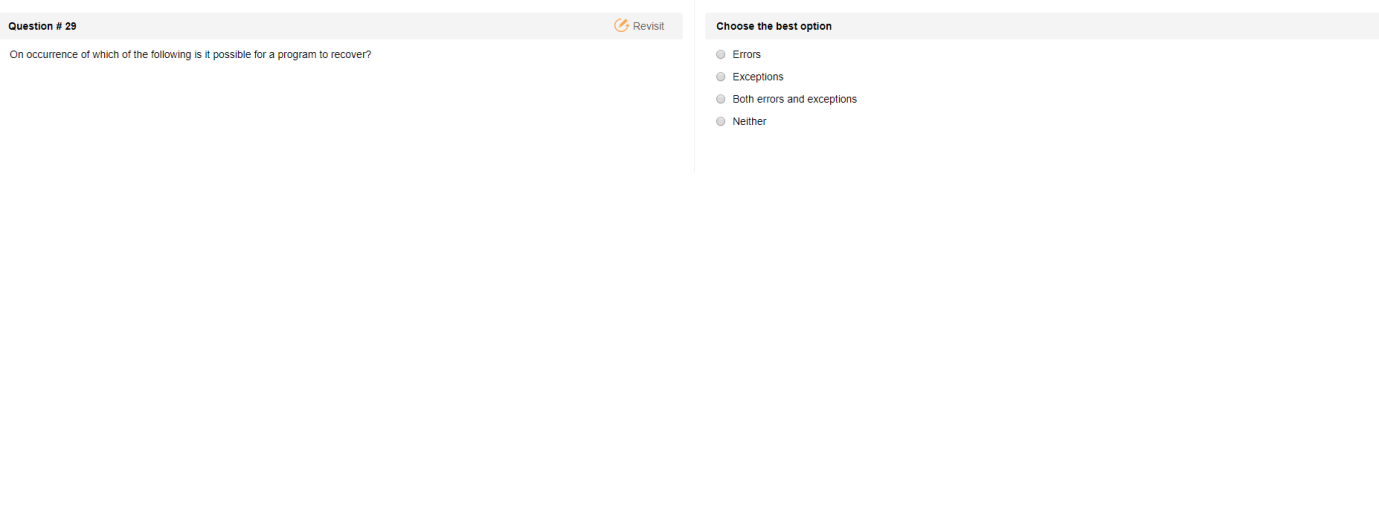 Question # 29
Revisit
On occurrence of which of the following is it possible for a program to recover?
Choose the best option
Errors
Exceptions
Both errors and exceptions
Neither